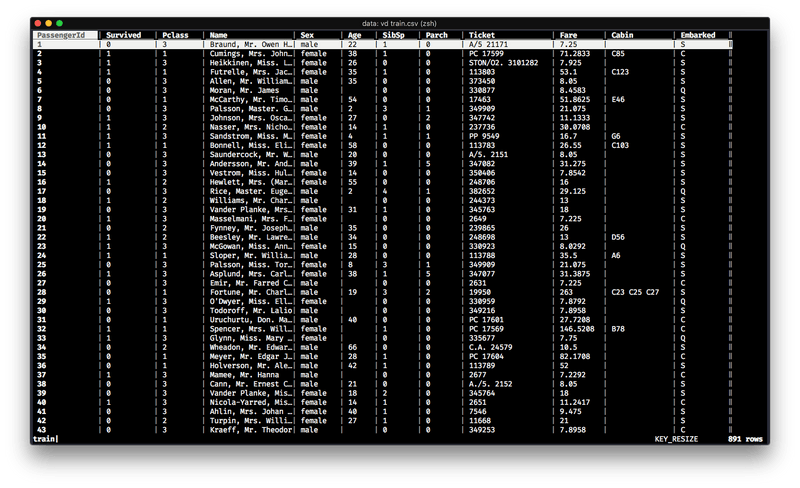 data: vd train.csv (zsh)
PassengerId | Survived | Pclass | Name | Sex | Age | SibSp | Parch | Ticket | Fare | Cabin | Embarked ‖
1 | 0 | 3 | Braund, Mr. Owen H… | male | 22 | 1 | 0 | A/5 21171 | 7.25 | | S
2 | 1 | 1 | Cumings, Mrs. John… | female | 38 | 1 | 0 | PC 17599 | 71.2833 | C85 | C
3 | 1 | 3 | Heikkinen, Miss. L… | female | 26 | 0 | 0 | STON/O2. 3101282 | 7.925 | | S
4 | 1 | 1 | Futrelle, Mrs. Jac… | female | 35 | 1 | 0 | 113803 | 53.1 | C123 | S
5 | 0 | 3 | Allen, Mr. William… | male | 35 | 0 | 0 | 373450 | 8.05 | | S
6 | 0 | 3 | Moran, Mr. James | male | | 0 | 0 | 330877 | 8.4583 | | Q
7 | 0 | 1 | McCarthy, Mr. Timo… | male | 54 | 0 | 0 | 17463 | 51.8625 | E46 | S
8 | 0 | 3 | Palsson, Master. G… | male | 2 | 3 | 1 | 349909 | 21.075 | | S
9 | 1 | 3 | Johnson, Mrs. Osca… | female | 27 | 0 | 2 | 347742 | 11.1333 | | S
10 | 1 | 2 | Nasser, Mrs. Nicho… | female | 14 | 1 | 0 | 237736 | 30.0708 | | C
11 | 1 | 3 | Sandstrom, Miss. M… | female | 4 | 1 | 1 | PP 9549 | 16.7 | G6 | S
12 | 1 | 1 | Bonnell, Miss. Eli… | female | 58 | 0 | 0 | 113783 | 26.55 | C103 | S
13 | 0 | 3 | Saundercock, Mr. W… | male | 20 | 0 | 0 | A/5. 2151 | 8.05 | | S
14 | 0 | 3 | Andersson, Mr. And… | male | 39 | 1 | 5 | 347082 | 31.275 | | S
15 | 0 | 3 | Vestrom, Miss. Hul… | female | 14 | 0 | 0 | 350406 | 7.8542 | | S
16 | 1 | 2 | Hewlett, Mrs. (Mar… | female | 55 | 0 | 0 | 248706 | 16 | | S
17 | 0 | 3 | Rice, Master. Euge… | male | 2 | 4 | 1 | 382652 | 29.125 | | Q
18 | 1 | 2 | Williams, Mr. Char… | male | | 0 | 0 | 244373 | 13 | | S
19 | 0 | 3 | Vander Planke, Mrs… | female | 31 | 1 | 0 | 345763 | 18 | | S
20 | 1 | 3 | Masselmani, Mrs. F… | female | | 0 | 0 | 2649 | 7.225 | | C
21 | 0 | 2 | Fynney, Mr. Joseph… | male | 35 | 0 | 0 | 239865 | 26 | | S
22 | 1 | 2 | Beesley, Mr. Lawre… | male | 34 | 0 | 0 | 248698 | 13 | D56 | S
23 | 1 | 3 | McGowan, Miss. Ann… | female | 15 | 0 | 0 | 330923 | 8.0292 | | Q
24 | 1 | 1 | Sloper, Mr. Willia… | male | 28 | 0 | 0 | 113788 | 35.5 | A6 | S
25 | 0 | 3 | Palsson, Miss. Tor… | female | 8 | 3 | 1 | 349909 | 21.075 | | S
26 | 1 | 3 | Asplund, Mrs. Carl… | female | 38 | 1 | 5 | 347077 | 31.3875 | | S
27 | 0 | 3 | Emir, Mr. Farred C… | male | | 0 | 0 | 2631 | 7.225 | | C
28 | 0 | 1 | Fortune, Mr. Charl… | male | 19 | 3 | 2 | 19950 | 263 | C23 C25 C27 | S
29 | 1 | 3 | O'Dwyer, Miss. Ell… | female | | 0 | 0 | 330959 | 7.8792 | | Q
30 | 0 | 3 | Todoroff, Mr. Lalio | male | | 0 | 0 | 349216 | 7.8958 | | S
31 | 0 | 1 | Uruchurtu, Don. Ma… | male | 40 | 0 | 0 | PC 17601 | 27.7208 | | C
32 | 1 | 1 | Spencer, Mrs. Will… | female | | 1 | 0 | PC 17569 | 146.5208 | B78 | C
33 | 1 | 3 | Glynn, Miss. Mary … | female | | 0 | 0 | 335677 | 7.75 | | Q
34 | 0 | 2 | Wheadon, Mr. Edwar… | male | 66 | 0 | 0 | C.A. 24579 | 10.5 | | S
35 | 0 | 1 | Meyer, Mr. Edgar J… | male | 28 | 1 | 0 | PC 17604 | 82.1708 | | C
36 | 0 | 1 | Holverson, Mr. Ale… | male | 42 | 1 | 0 | 113789 | 52 | | S
37 | 1 | 3 | Mamee, Mr. Hanna | male | | 0 | 0 | 2677 | 7.2292 | | C
38 | 0 | 3 | Cann, Mr. Ernest C… | male | 21 | 0 | 0 | A./5. 2152 | 8.05 | | S
39 | 0 | 3 | Vander Planke, Mis… | female | 18 | 2 | 0 | 345764 | 18 | | S
40 | 1 | 3 | Nicola-Yarred, Mis… | female | 14 | 1 | 0 | 2651 | 11.2417 | | C
41 | 0 | 3 | Ahlin, Mrs. Johan … | female | 40 | 1 | 0 | 7546 | 9.475 | | S
42 | 0 | 2 | Turpin, Mrs. Willi… | female | 27 | 1 | 0 | 11668 | 21 | | S
43 | 0 | 3 | Kraeff, Mr. Theodor | male | | 0 | 0 | 349253 | 7.8958 | | C
train| KEY_RESIZE 891 rows